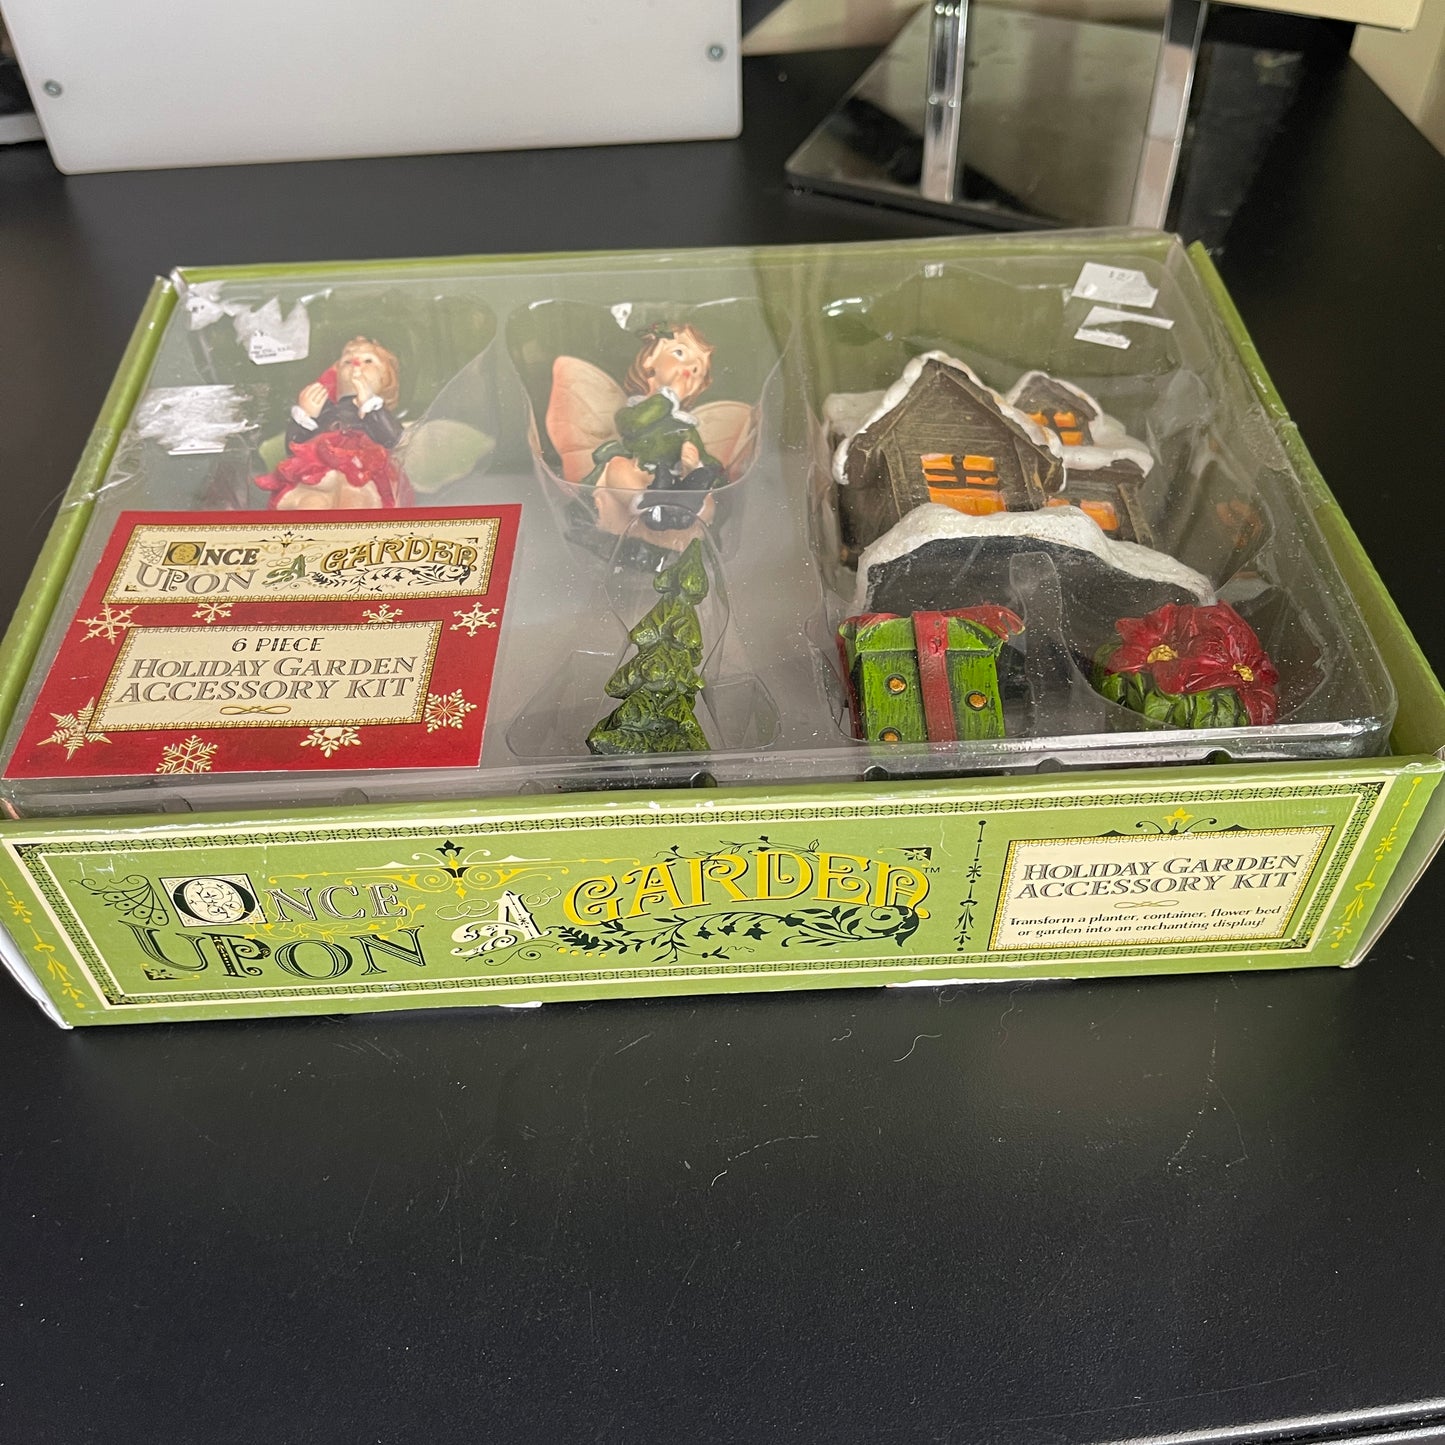 ONCE
UPON A GARDEN
6 PIECE
HOLIDAY GARDEN
ACCESSORY KIT
ONCE
UPON A GARDEN™
HOLIDAY GARDEN
ACCESSORY KIT
Transform a planter, container, flower bed
or garden into an enchanting display!